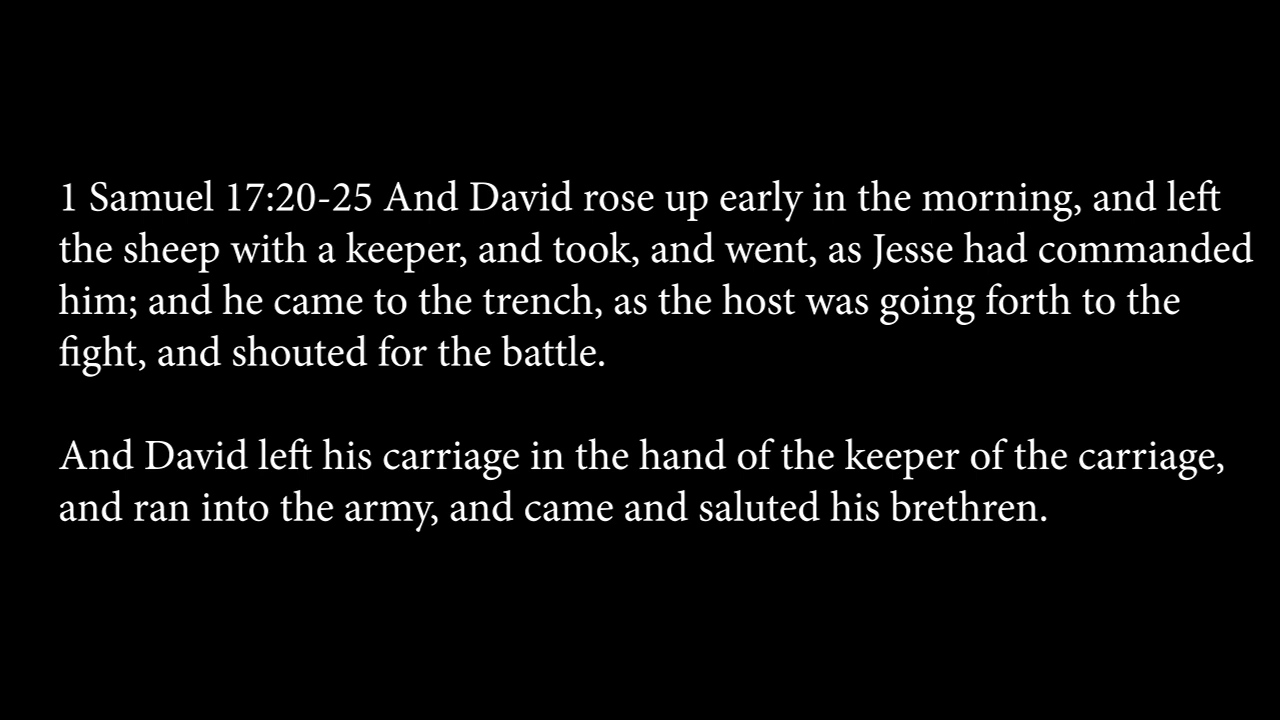 1 Samuel 17:20-25 And David rose up early in the morning, and left
the sheep with a keeper, and took, and went, as Jesse had commanded
him; and he came to the trench, as the host was going forth to the
fight, and shouted for the battle.
And David left his carriage in the hand of the keeper of the carriage,
and ran into the army, and came and saluted his brethren.